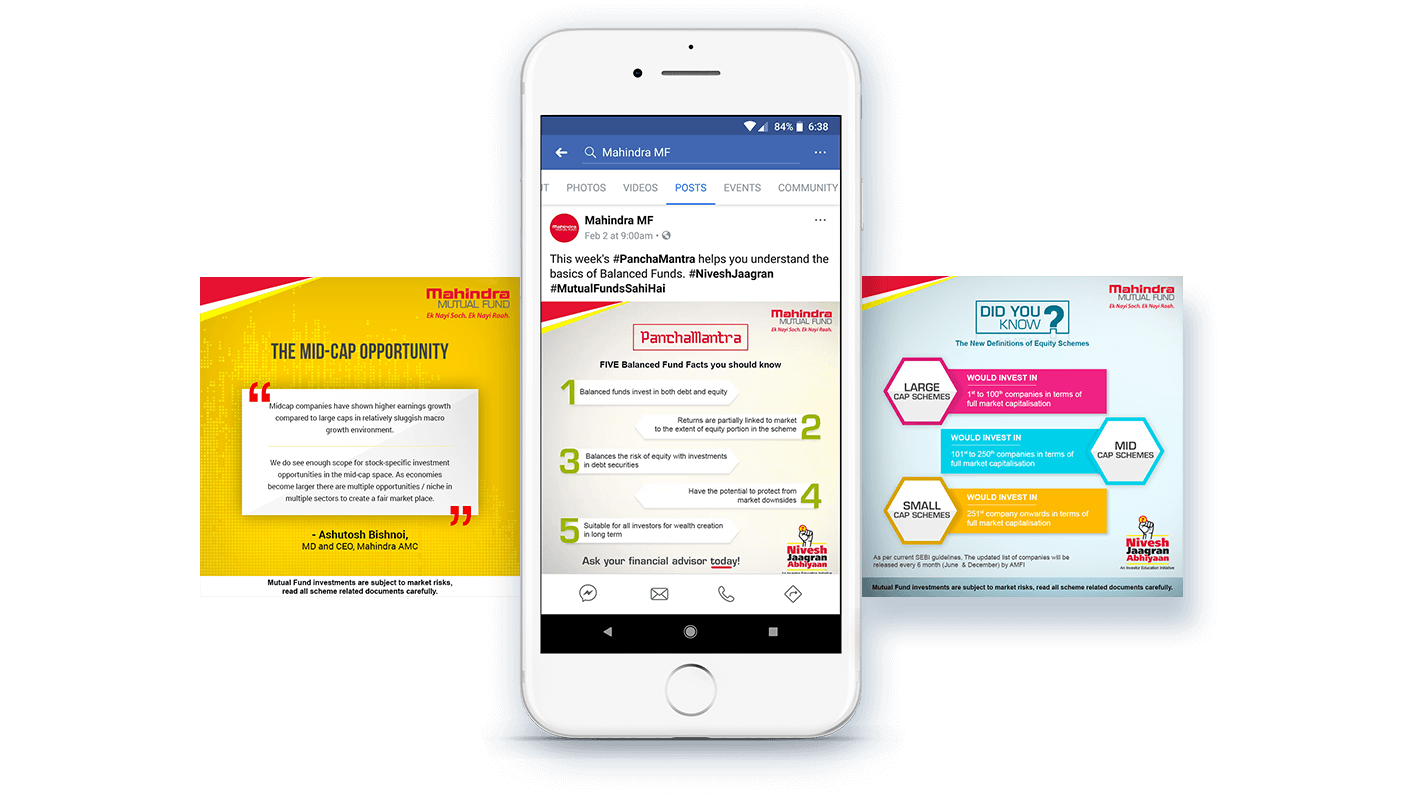 Mahindra
MUTUAL FUND
Ek Nayi Soch. Ek Nayi Raah.
THE MID-CAP OPPORTUNITY
“
Midcap companies have shown higher earnings growth
compared to large caps in relatively sluggish macro
growth environment.
We do see enough scope for stock-specific investment
opportunities in the mid-cap space. As economies
become larger there are multiple opportunities / niche in
multiple sectors to create a fair market place.
”
- Ashutosh Bishnoi,
MD and CEO, Mahindra AMC
Mutual Fund investments are subject to market risks,
read all scheme related documents carefully.
84% 6:38
Mahindra MF
UT PHOTOS VIDEOS POSTS EVENTS COMMUNITY
Mahindra
MUTUAL FUND
Mahindra MF
Feb 2 at 9:00am •
This week's #PanchaMantra helps you understand the
basics of Balanced Funds. #NiveshJaagran
#MutualFundsSahiHai
Mahindra
MUTUAL FUND
Ek Nayi Soch. Ek Nayi Raah.
PanchaMantra
FIVE Balanced Fund Facts you should know
1 Balanced funds invest in both debt and equity
Returns are partially linked to market
to the extent of equity portion in the scheme 2
3 Balances the risk of equity with investments
in debt securities
Have the potential to protect from
market downsides 4
5 Suitable for all investors for wealth creation
in long term
Ask your financial advisor today!
Nivesh
Jaagran
Abhiyaan
An Investor Education Initiative
Mahindra
MUTUAL FUND
Ek Nayi Soch. Ek Nayi Raah.
DID YOU
KNOW ?
The New Definitions of Equity Schemes
LARGE
CAP SCHEMES
WOULD INVEST IN
1st to 100th companies in terms of
full market capitalisation
WOULD INVEST IN
101st to 250th companies in terms of
full market capitalisation
MID
CAP SCHEMES
SMALL
CAP SCHEMES
WOULD INVEST IN
251st company onwards in terms of
full market capitalisation
As per current SEBI guidelines. The updated list of companies will be
released every 6 month (June & December) by AMFI
Nivesh
Jaagran
Abhiyaan
An Investor Education Initiative
Mutual Fund investments are subject to market risks, read all scheme related documents carefully.